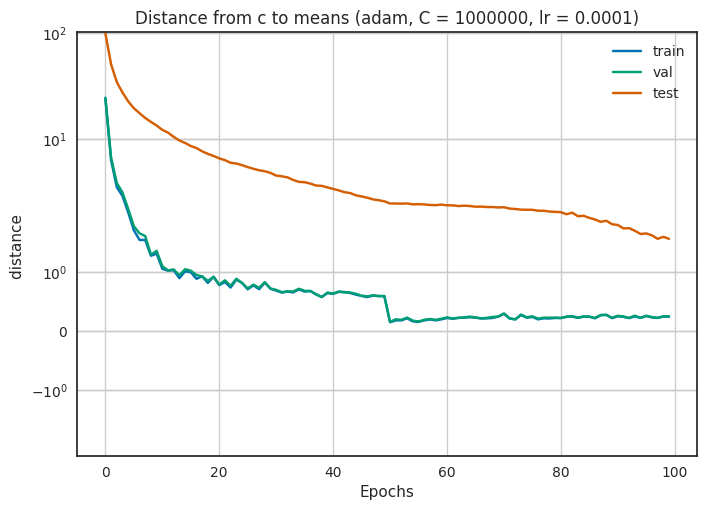 Distance from c to means (adam, C = 1000000, lr = 0.0001)
train
val
test
10²
10¹
10⁰
0
−10⁰
distance
0 20 40 60 80 100
Epochs